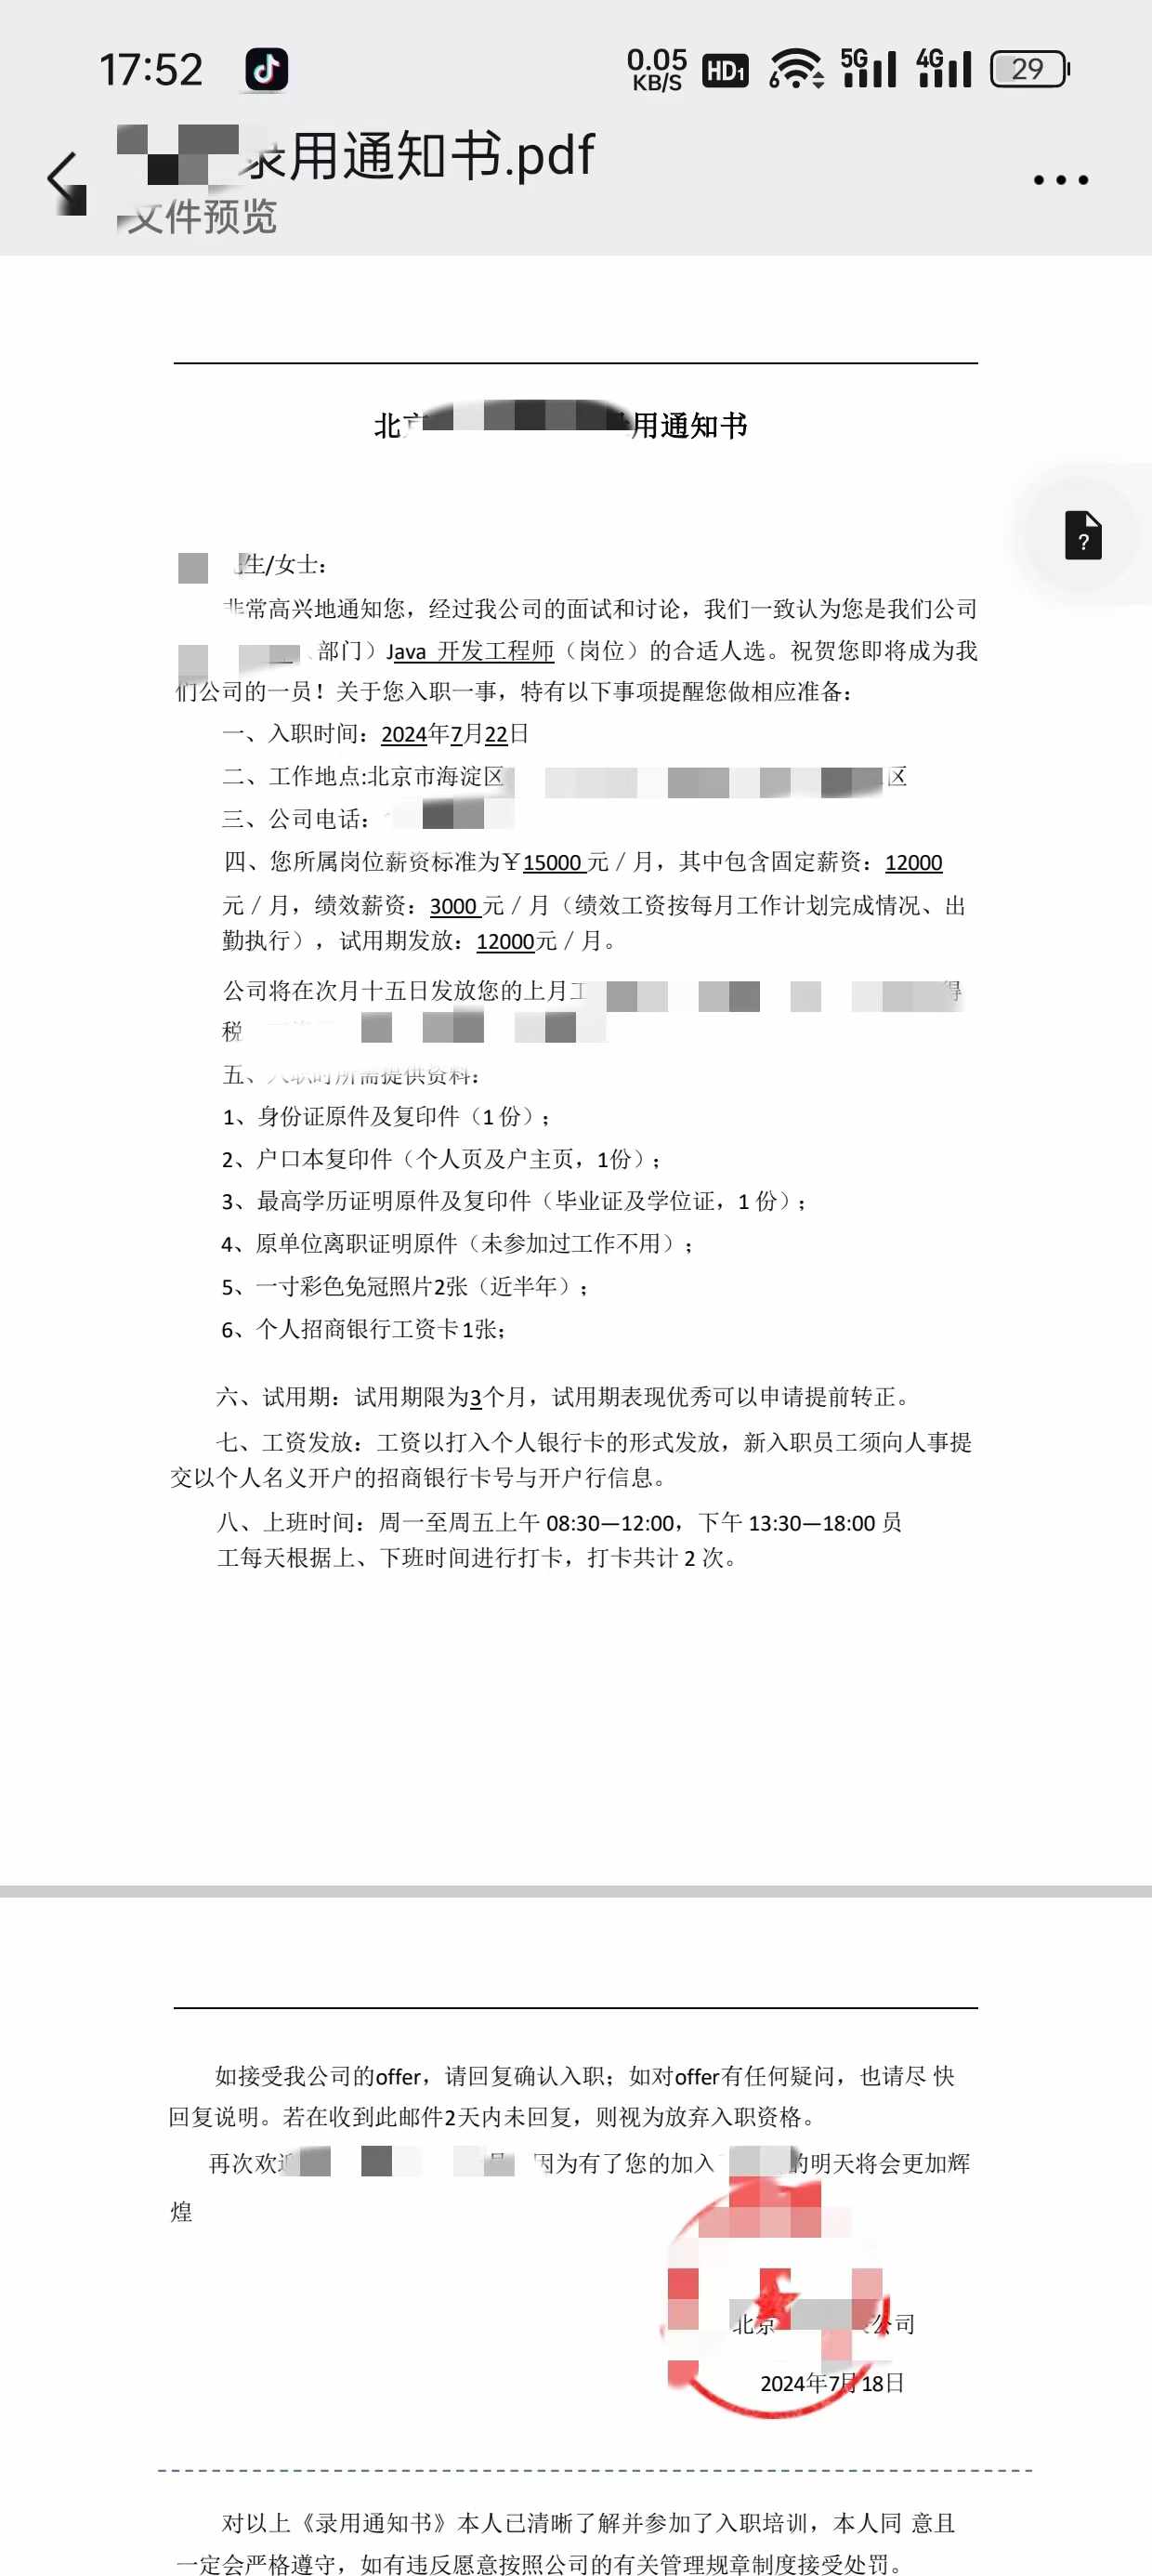 17:52
0.05 KB/S HD1 6 5G 4G 29
用通知书.pdf
文件预览
北京 用通知书
生/女士：
非常高兴地通知您，经过我公司的面试和讨论，我们一致认为您是我们公司
部门）Java 开发工程师（岗位）的合适人选。祝贺您即将成为我
们公司的一员！关于您入职一事，特有以下事项提醒您做相应准备：
一、入职时间：2024年7月22日
二、工作地点:北京市海淀区 区
三、公司电话：
四、您所属岗位薪资标准为￥15000 元／月，其中包含固定薪资：12000
元／月，绩效薪资：3000 元／月（绩效工资按每月工作计划完成情况、出
勤执行），试用期发放：12000元／月。
公司将在次月十五日发放您的上月工 得
税
五、入职时所需提供资料：
1、身份证原件及复印件（1 份）；
2、户口本复印件（个人页及户主页，1份）；
3、最高学历证明原件及复印件（毕业证及学位证，1 份）；
4、原单位离职证明原件（未参加过工作不用）；
5、一寸彩色免冠照片2张（近半年）；
6、个人招商银行工资卡1张；
六、试用期：试用期限为3个月，试用期表现优秀可以申请提前转正。
七、工资发放：工资以打入个人银行卡的形式发放，新入职员工须向人事提
交以个人名义开户的招商银行卡号与开户行信息。
八、上班时间：周一至周五上午 08:30—12:00，下午 13:30—18:00 员
工每天根据上、下班时间进行打卡，打卡共计 2 次。
如接受我公司的offer，请回复确认入职；如对offer有任何疑问，也请尽 快
回复说明。若在收到此邮件2天内未回复，则视为放弃入职资格。
再次欢迎 因为有了您的加入 的明天将会更加辉
煌
北京 公司
2024年7月18日
对以上《录用通知书》本人已清晰了解并参加了入职培训，本人同 意且
一定会严格遵守，如有违反愿意按照公司的有关管理规章制度接受处罚。